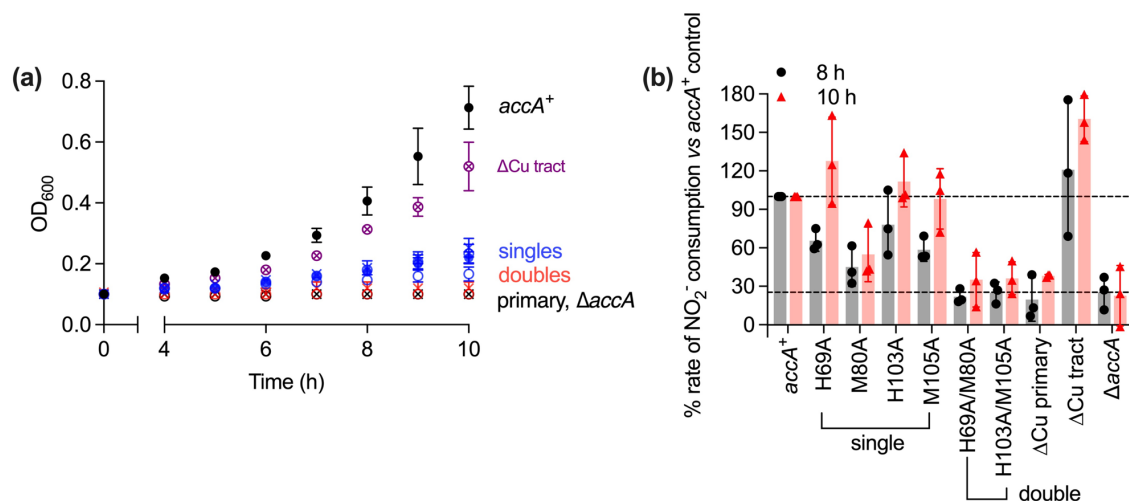 (a)
0.8
0.6
0.4
0.2
0.0
OD600
0
4
6
8
10
Time (h)
accA+
ΔCu tract
singles
doubles
primary, ΔaccA
(b)
8 h
10 h
% rate of NO2- consumption vs accA+ control
180
150
120
90
60
30
0
accA+
H69A
M80A
H103A
M105A
H69A/M80A
H103A/M105A
ΔCu primary
ΔCu tract
ΔaccA
single
double